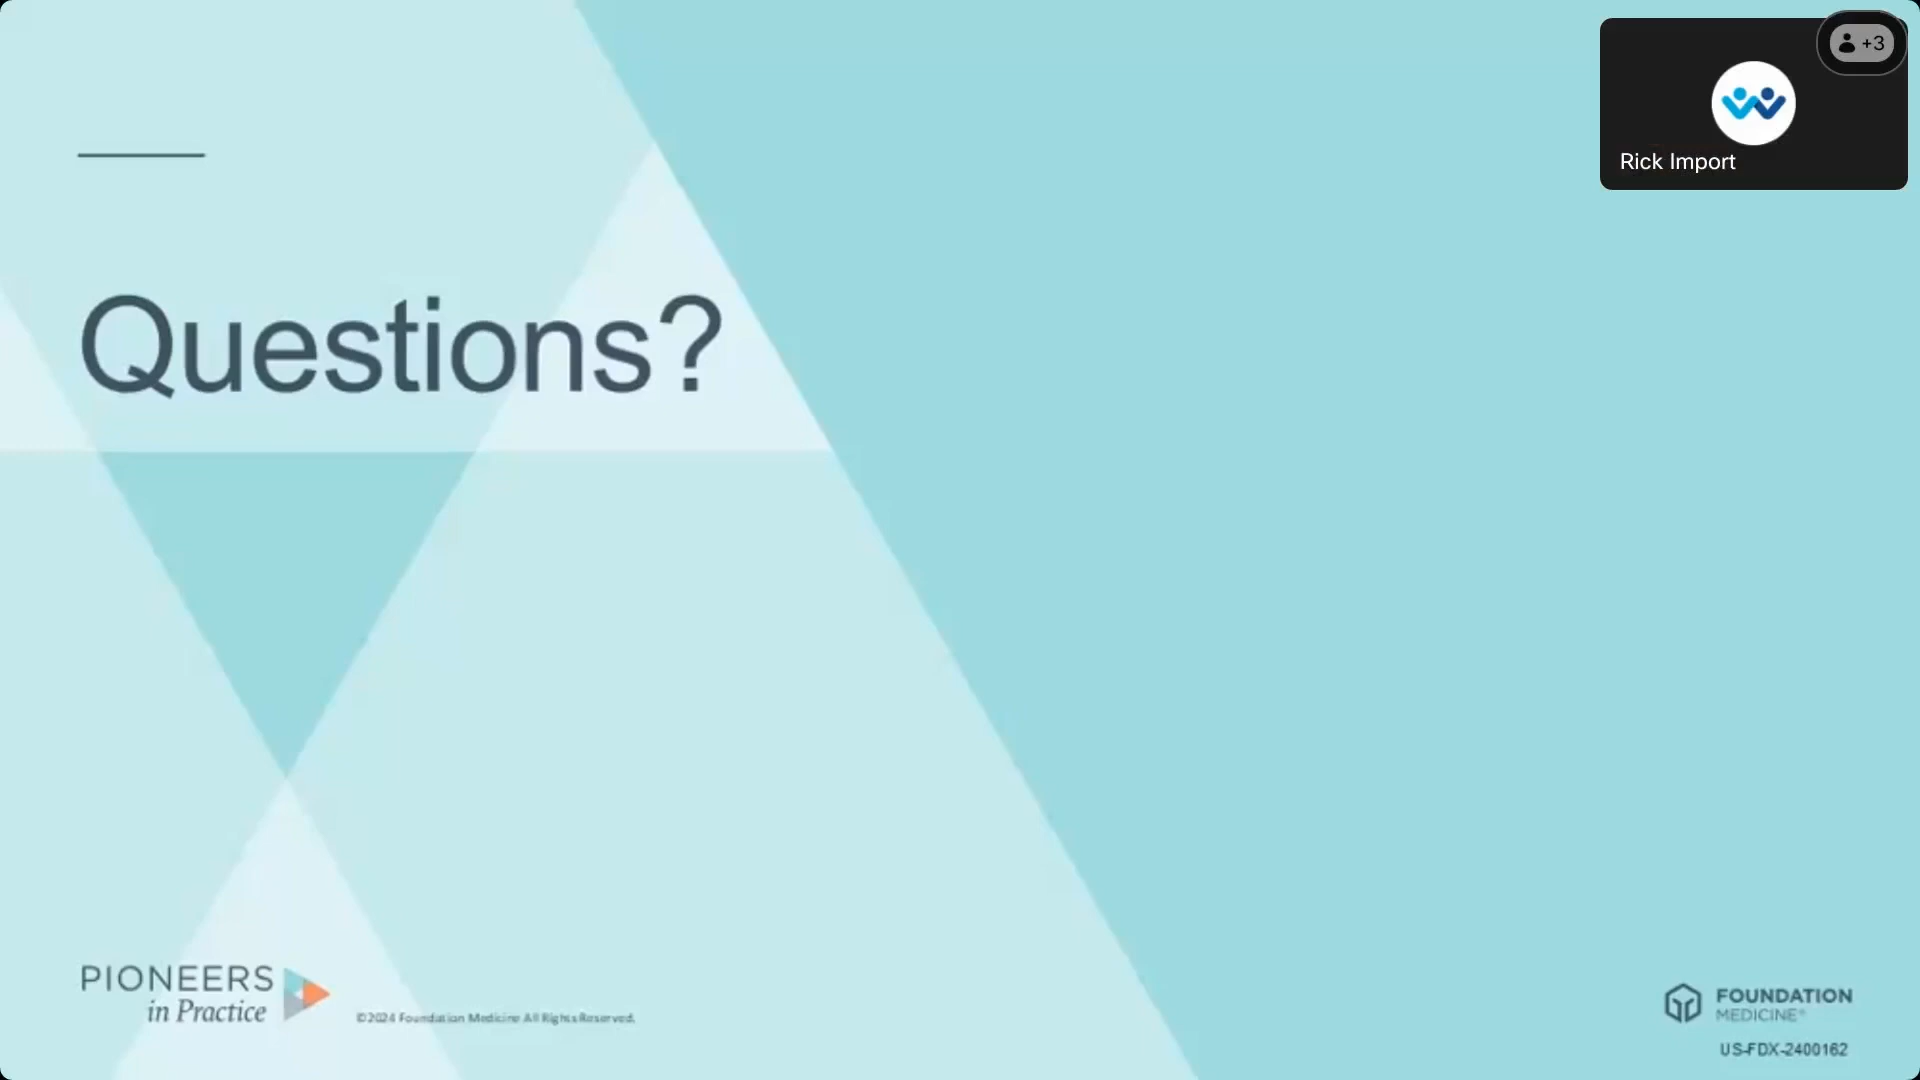 +3
Rick Import
Questions?
PIONEERS
in Practice
©2024 Foundation Medicine All Rights Reserved.
FOUNDATION
MEDICINE®
US-FDX-2400162